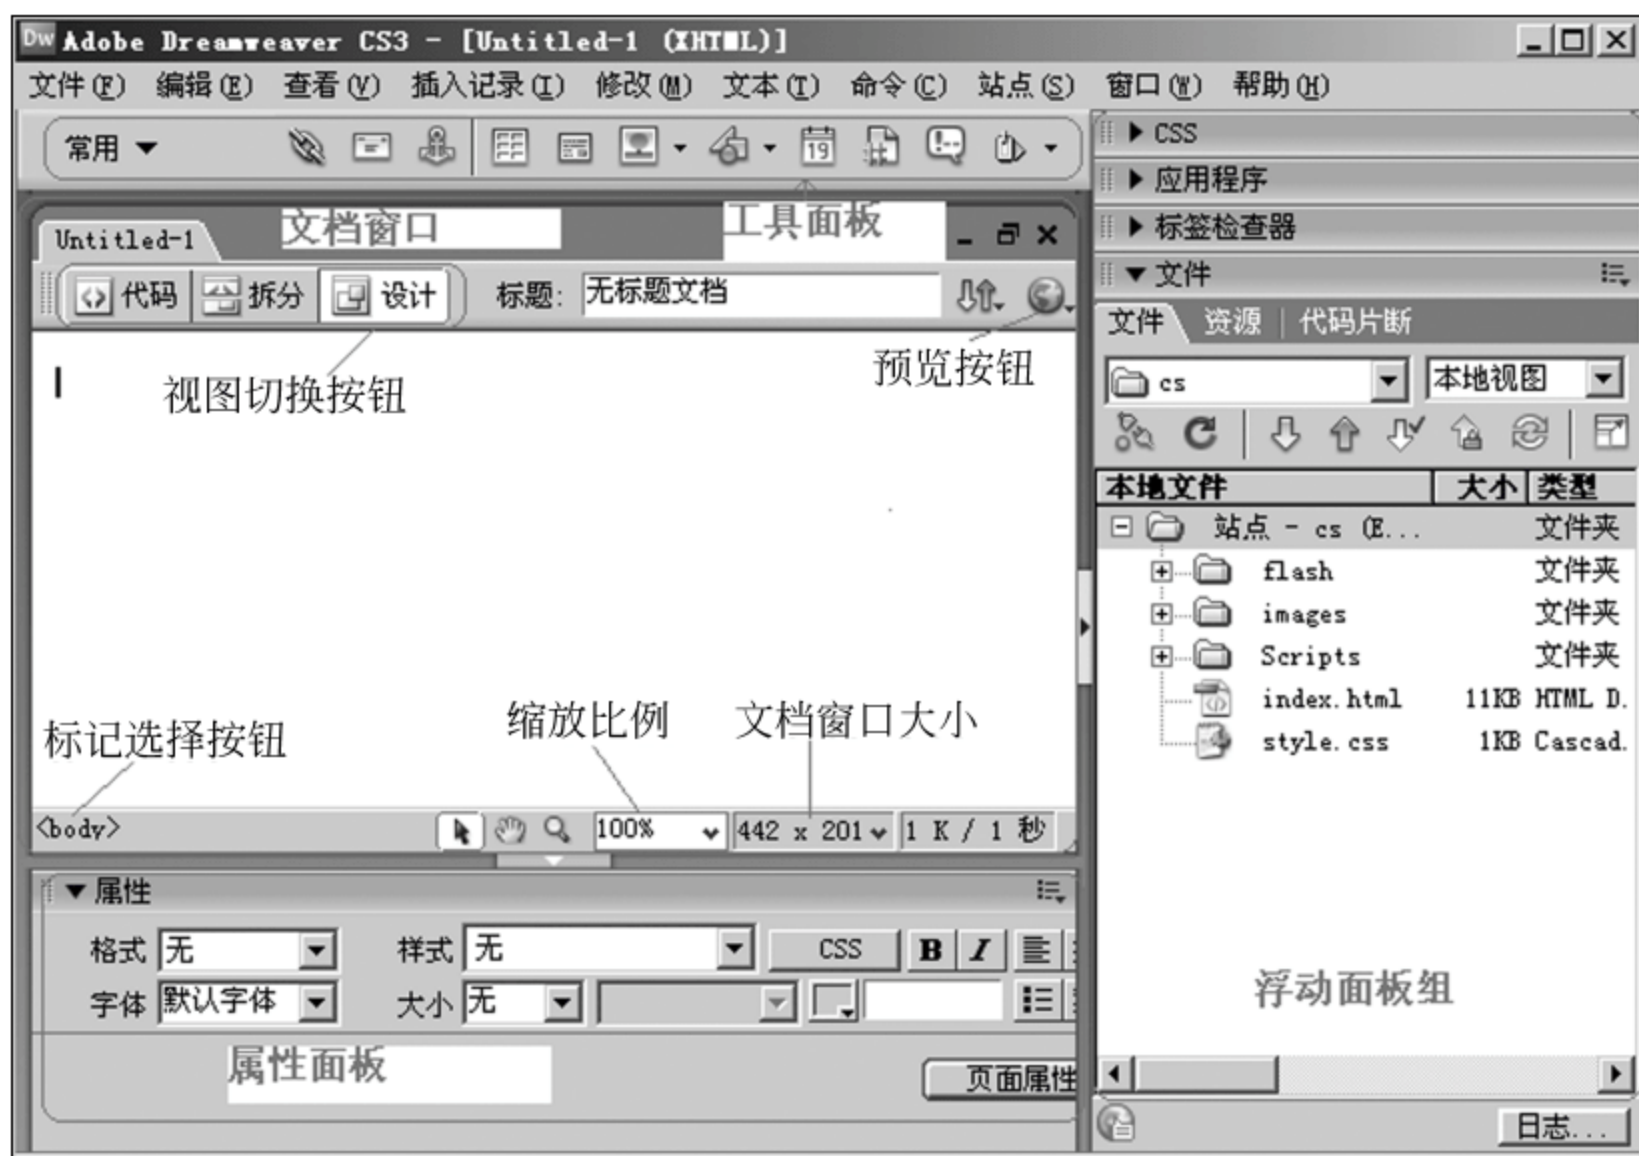 Dw Adobe Dreamweaver CS3 - [Untitled-1 (XHTML)]
文件(F) 编辑(E) 查看(V) 插入记录(I) 修改(M) 文本(T) 命令(C) 站点(S) 窗口(W) 帮助(H)
常用
19
工具面板
文档窗口
Untitled-1
代码 拆分 设计 标题: 无标题文档
视图切换按钮
预览按钮
标记选择按钮
缩放比例
文档窗口大小
<body>
100%
442 x 201
1 K / 1 秒
属性
格式 无 样式 无 CSS B I
字体 默认字体 大小 无
属性面板
页面属性
CSS
应用程序
标签检查器
文件
文件 资源 代码片断
cs 本地视图
本地文件 大小 类型
站点 - cs (E... 文件夹
flash 文件夹
images 文件夹
Scripts 文件夹
index.html 11KB HTML D.
style.css 1KB Cascad.
浮动面板组
日志...